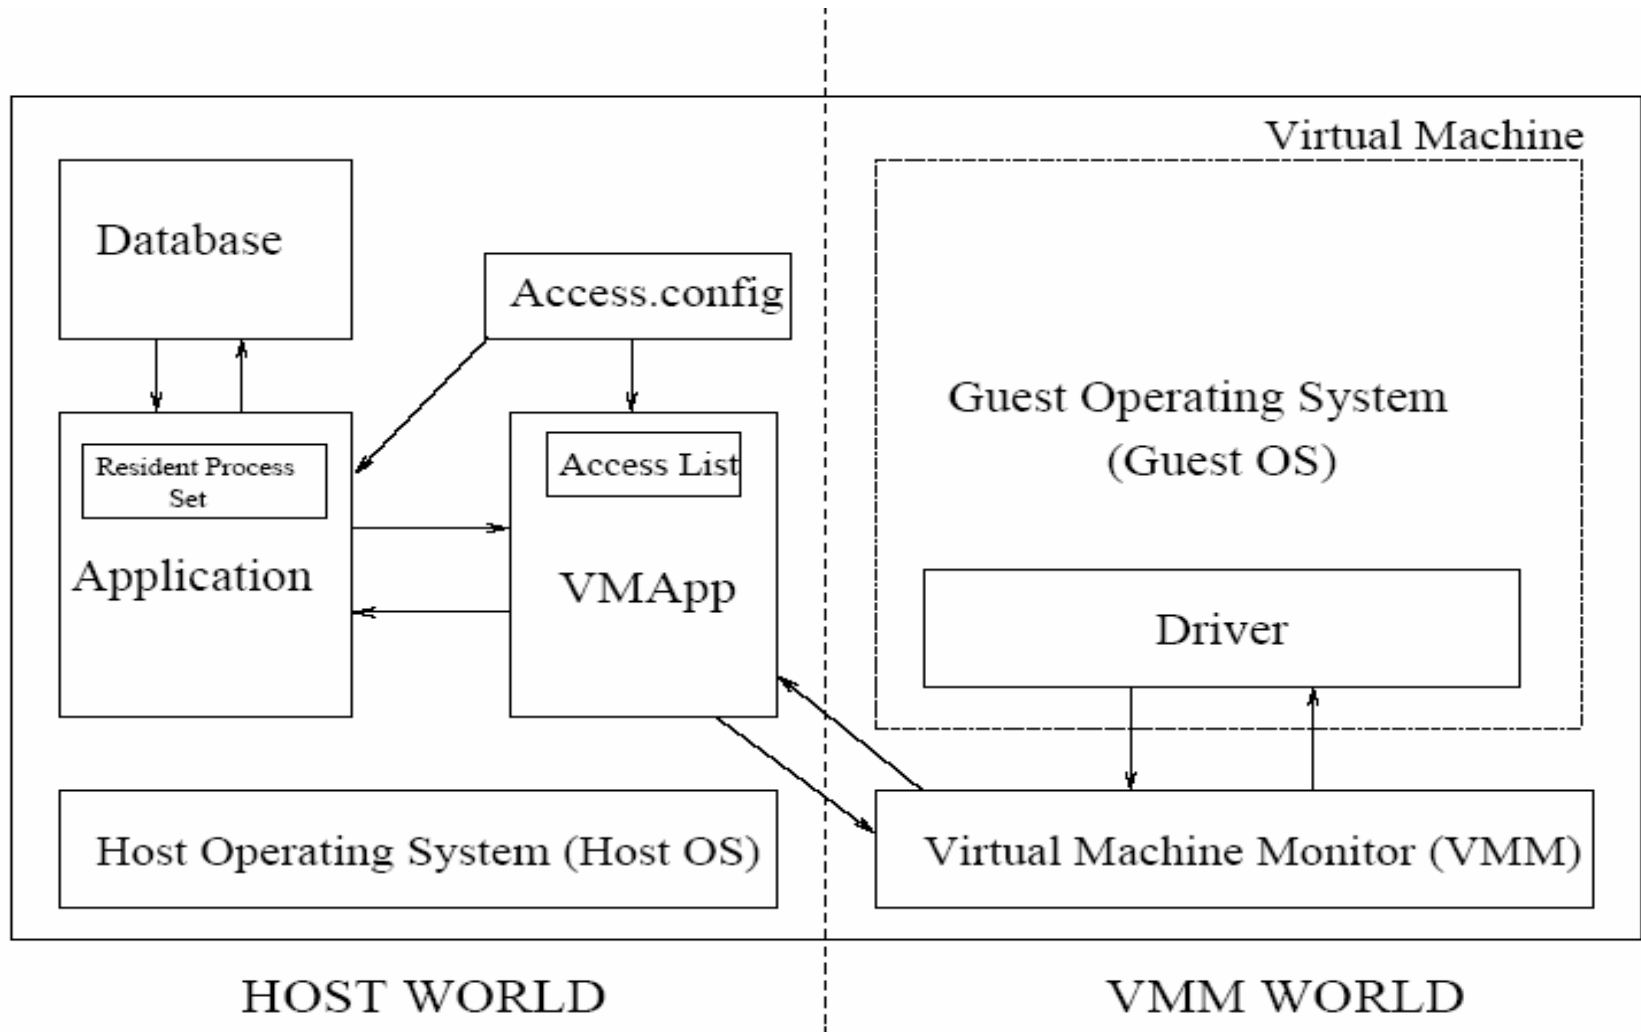 Virtual Machine
Database
Access.config
Guest Operating System
(Guest OS)
Resident Process
Set
Access List
Application
VMApp
Driver
Host Operating System (Host OS)
Virtual Machine Monitor (VMM)
HOST WORLD
VMM WORLD